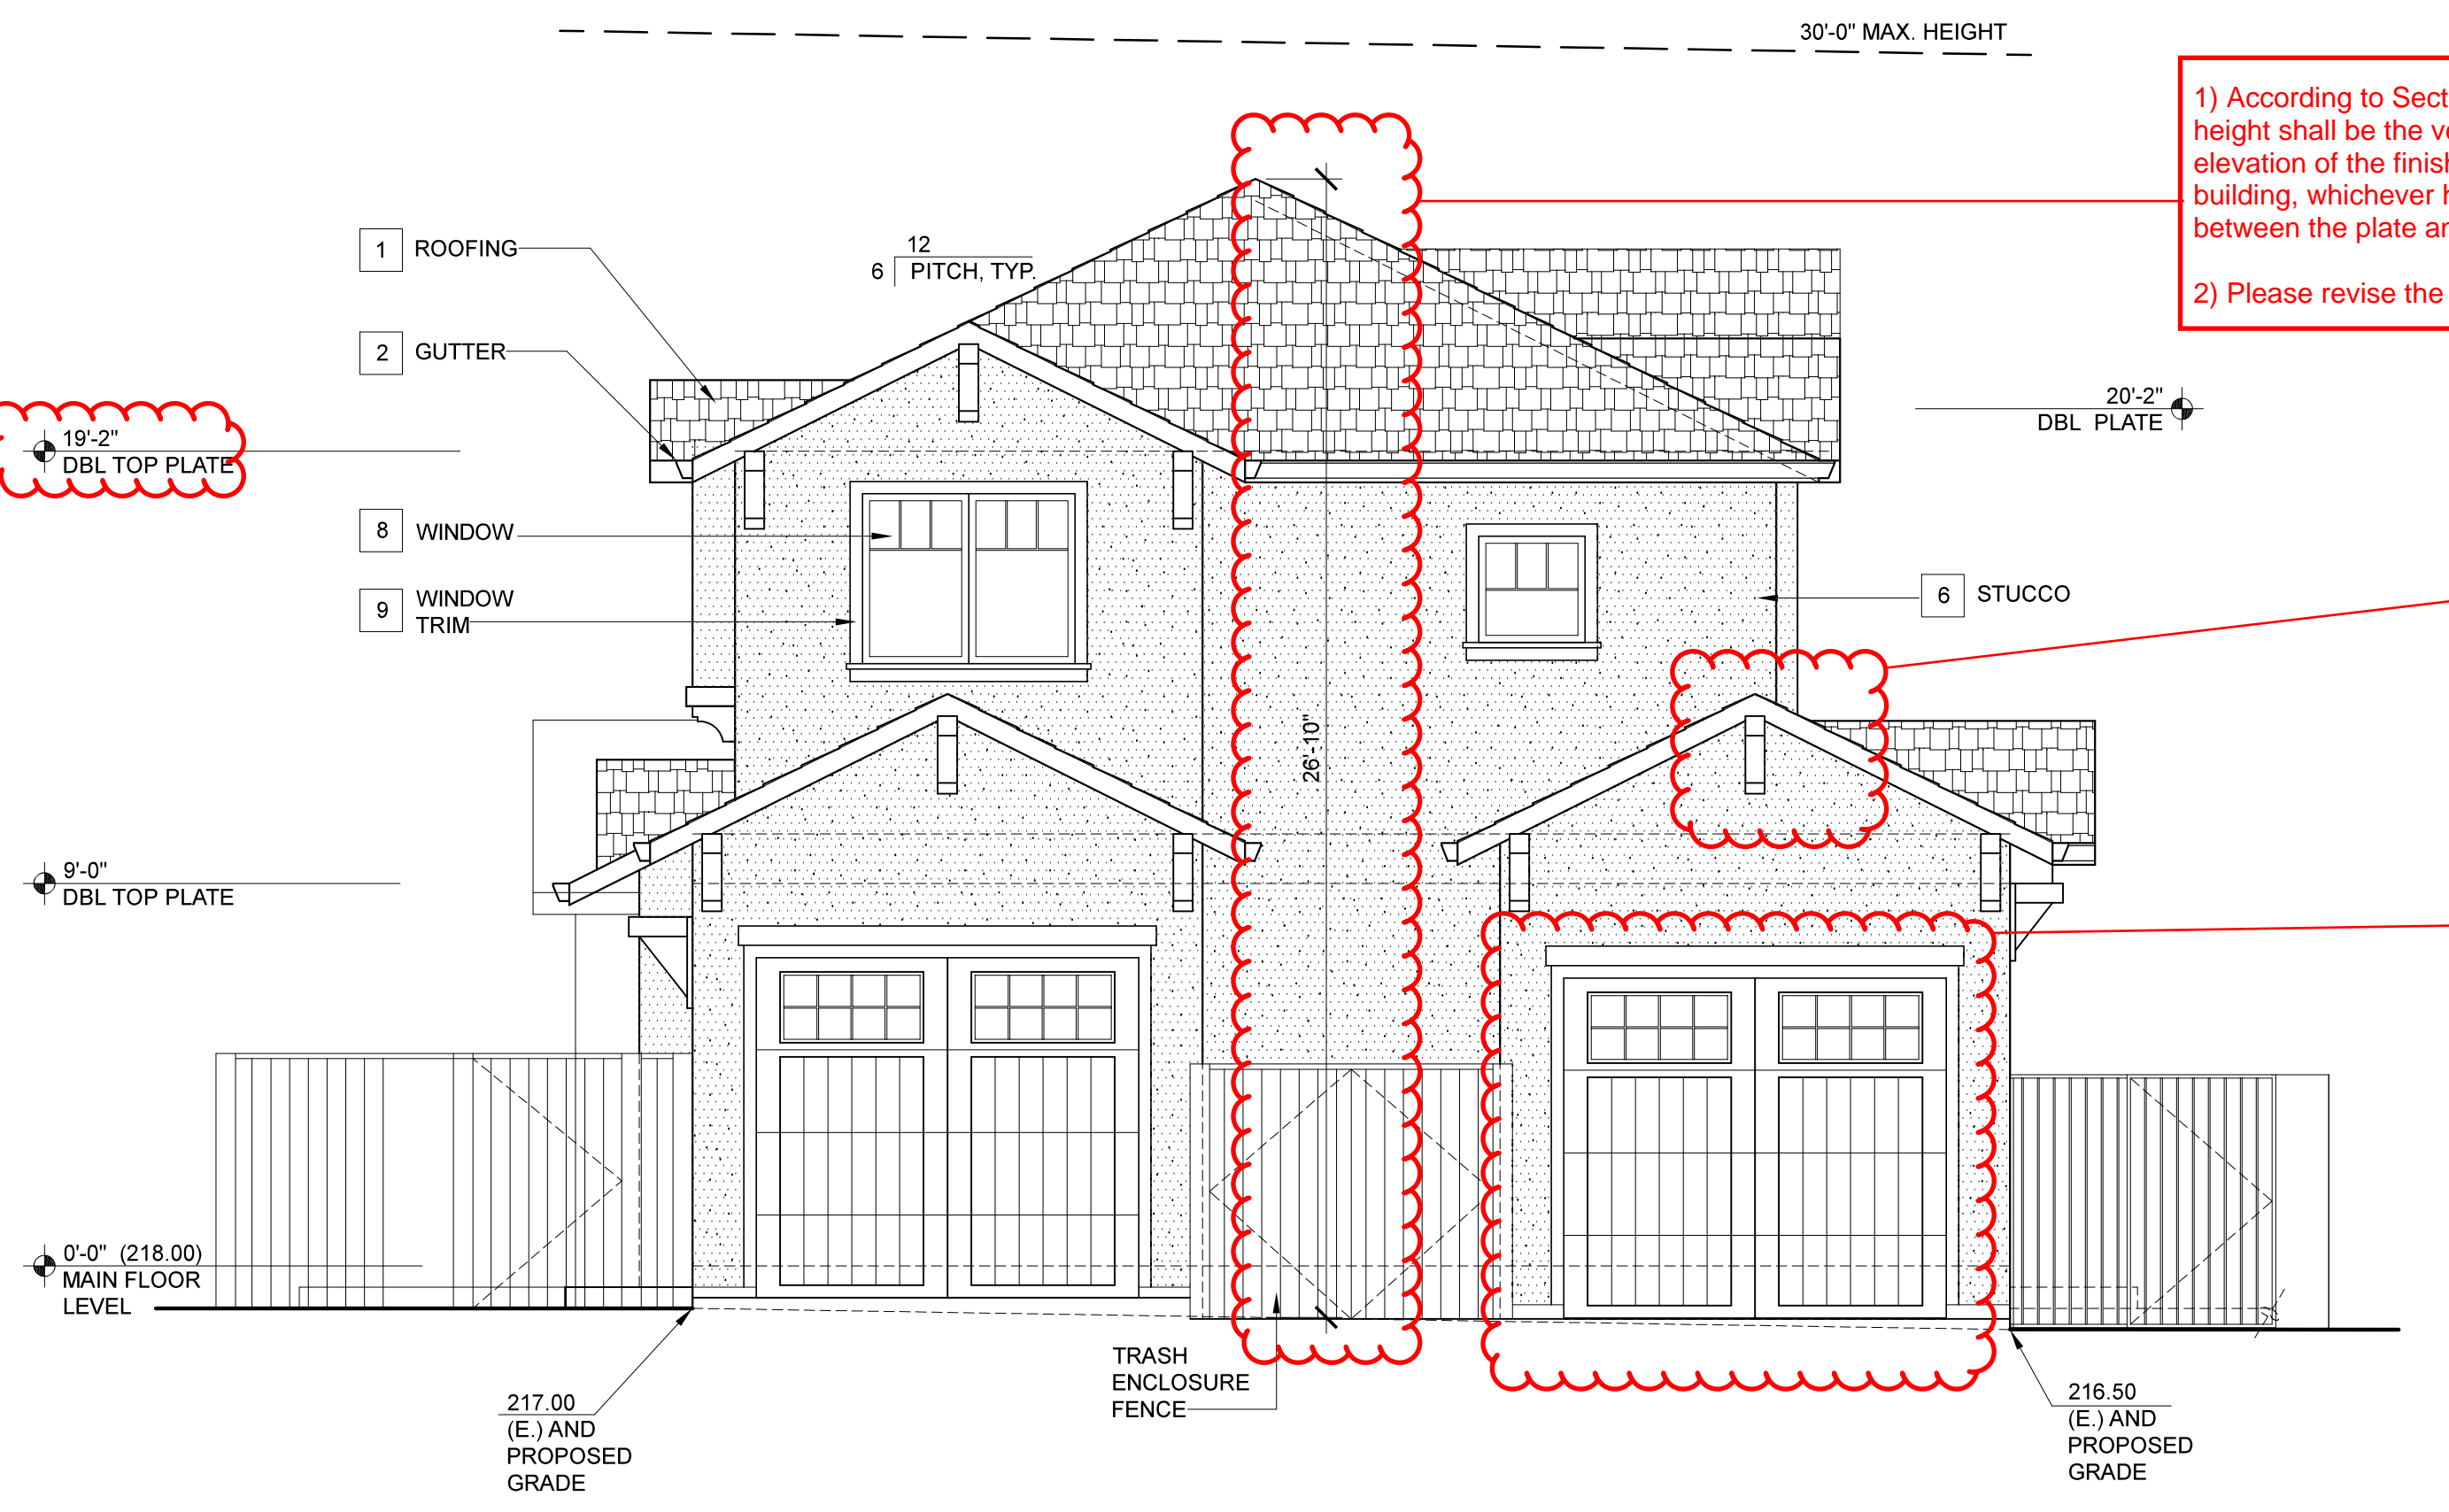 30'-0" MAX. HEIGHT
1) According to Sect
height shall be the
elevation of the
building, whichever
between the plate
2) Please revise the
12
6 PITCH, TYP.
1 ROOFING
2 GUTTER
19'-2"
DBL TOP PLATE
20'-2"
DBL PLATE
8 WINDOW
9 WINDOW
TRIM
6 STUCCO
26'-10"
9'-0"
DBL TOP PLATE
0'-0" (218.00)
MAIN FLOOR
LEVEL
217.00
(E.) AND
PROPOSED
GRADE
TRASH
ENCLOSURE
FENCE
216.50
(E.) AND
PROPOSED
GRADE